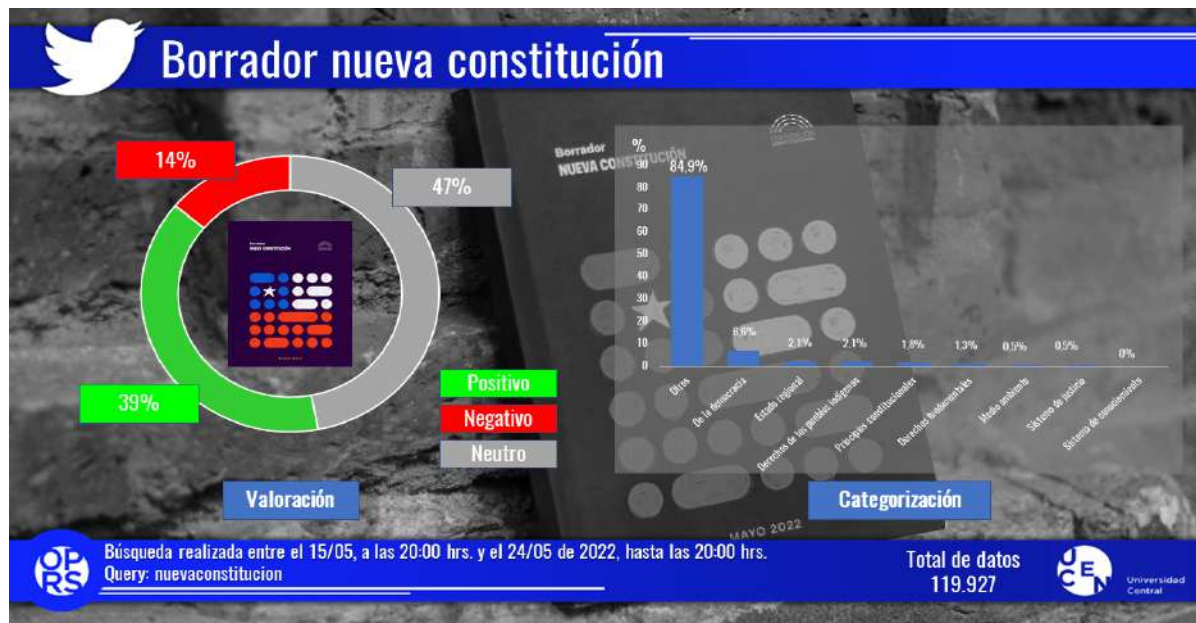 Borrador nueva constitución
14%
47%
39%
Borrador
NUEVA CONSTITUCIÓN
Positivo
Negativo
Neutro
Valoración
Borrador
NUEVA CONSTITUCIÓN
%
90
80
70
60
50
40
30
20
10
0
84,9%
6,6%
2,1%
2,1%
1,8%
1,3%
0,5%
0,5%
0%
Otros
De la democracia
Estado regional
Derechos de los pueblos indígenas
Principios constitucionales
Derechos fundamentales
Medio ambiente
Sistema de justicia
Sistema de conocimiento
Categorización
MAYO 2022
OPRS
Búsqueda realizada entre el 15/05, a las 20:00 hrs. y el 24/05 de 2022, hasta las 20:00 hrs.
Query: nuevaconstitucion
Total de datos
119.927
UCEN
Universidad
Central